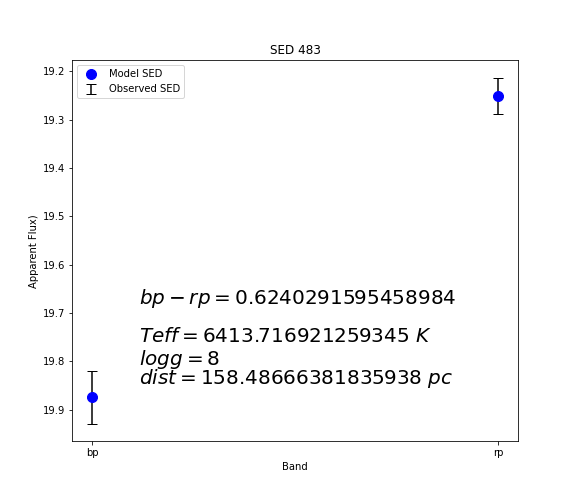 SED 483
Model SED
Observed SED
19.2
19.3
19.4
19.5
19.6
19.7
19.8
19.9
Apparent Flux)
bp − rp = 0.6240291595458984
Teff = 6413.716921259345 K
logg = 8
dist = 158.48666381835938 pc
bp
rp
Band